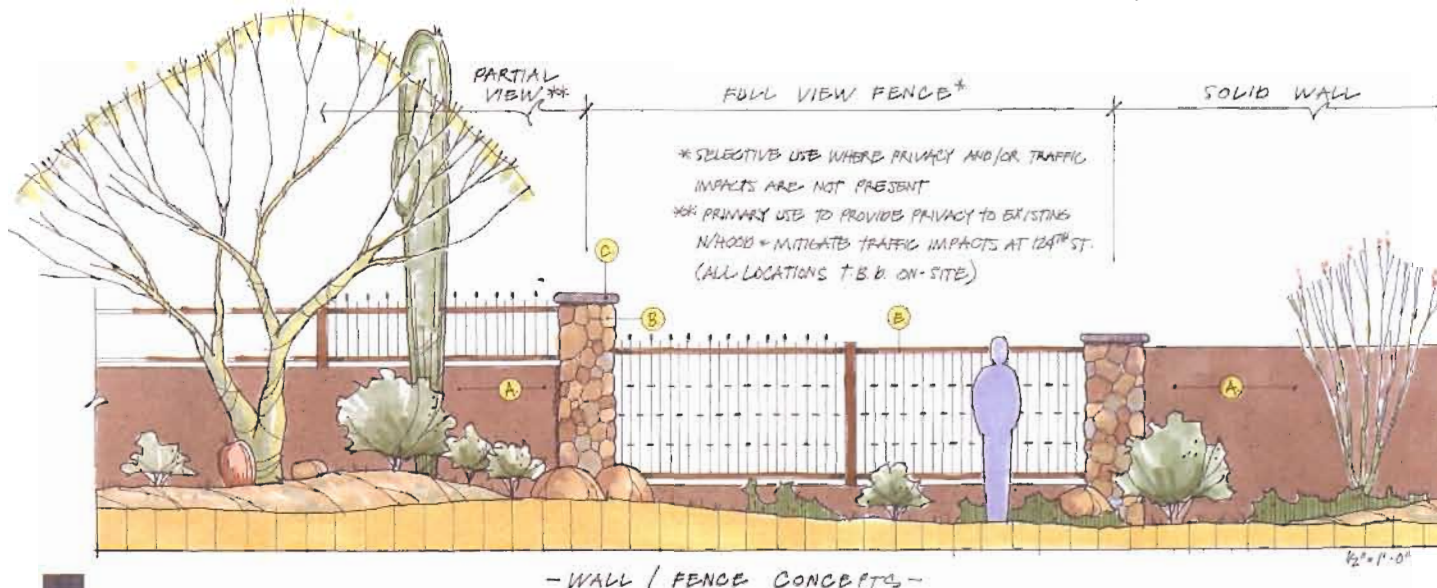 PARTIAL
VIEW **
FULL VIEW FENCE*
SOLID WALL
* SELECTIVE USE WHERE PRIVACY AND/OR TRAFFIC
IMPACTS ARE NOT PRESENT
** PRIMARY USE TO PROVIDE PRIVACY TO EXISTING
N/HOOD & MITIGATE TRAFFIC IMPACTS AT 124TH ST.
(ALL LOCATIONS T.B.D. ON-SITE)
C
B
E
A
A
1/2" = 1'-0"
- WALL / FENCE CONCEPTS -